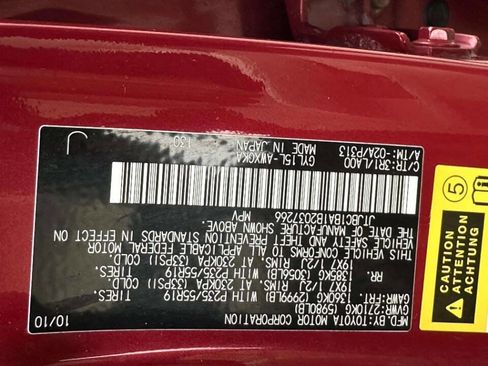 MFD.BY:TOYOTA MOTOR CORPORATION 10/10
GVWR:2710KG (5980LB) TIRES:
GAWR:FRT. 1360KG (2999LB) WITH P235/55R19
19X7 1/2J RIMS, AT 230KPA (33PSI) COLD
TIRES:
RR. 1385KG (3056LB) WITH P235/55R19
19X7 1/2J RIMS, AT 230KPA (33PSI) COLD
THIS VEHICLE CONFORMS TO ALL APPLICABLE FEDERAL MOTOR
VEHICLE SAFETY AND THEFT PREVENTION STANDARDS IN EFFECT
ON THE DATE OF MANUFACTURE SHOWN ABOVE.
JTJBC1BA1B2037266 MPV
C/TR:3R1/LA00
A/TM:-02A/P313
GYL15L-AWXGKA
MADE IN JAPAN
130
U
5
ATTENTION
ACHTUNG